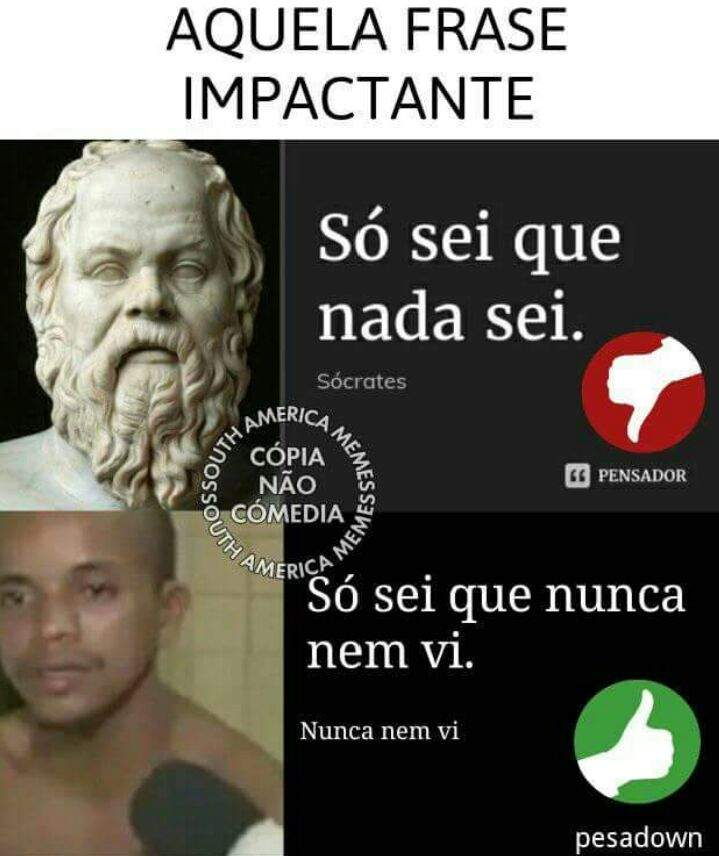 AQUELA FRASE
IMPACTANTE
Só sei que
nada sei.
Sócrates
PENSADOR
SOUTH AMERICA MEMES
CÓPIA
NÃO
CÓMEDIA
SOUTH AMERICA MEMES
Só sei que nunca
nem vi.
Nunca nem vi
pesadown